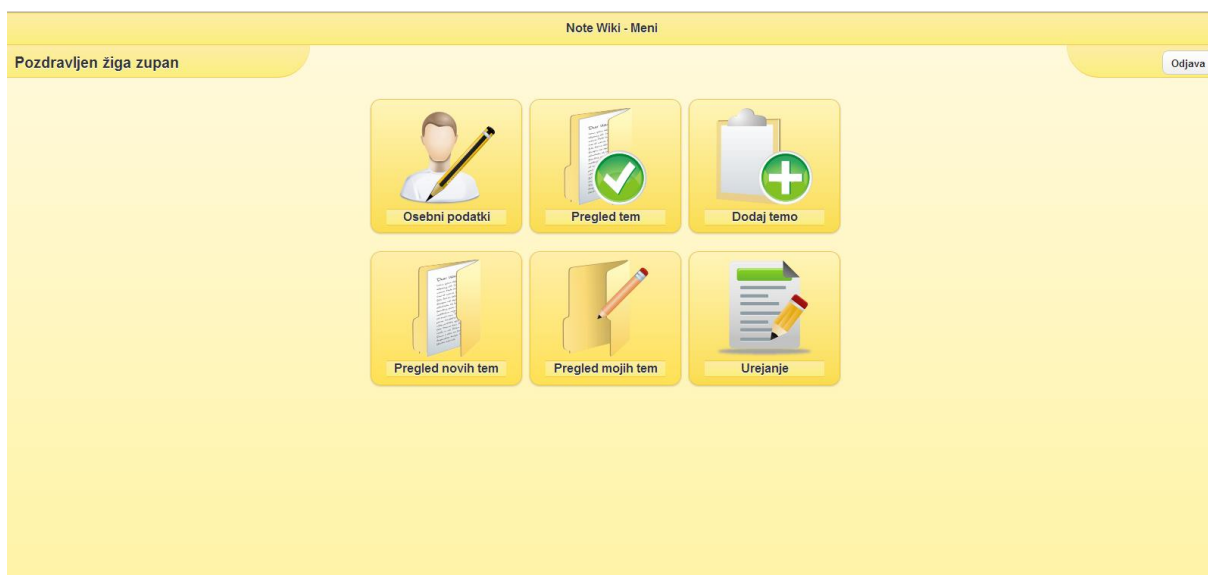 Note Wiki - Meni
Pozdravljen žiga zupan
Odjava
Osebni podatki
Pregled tem
Dodaj temo
Pregled novih tem
Pregled mojih tem
Urejanje